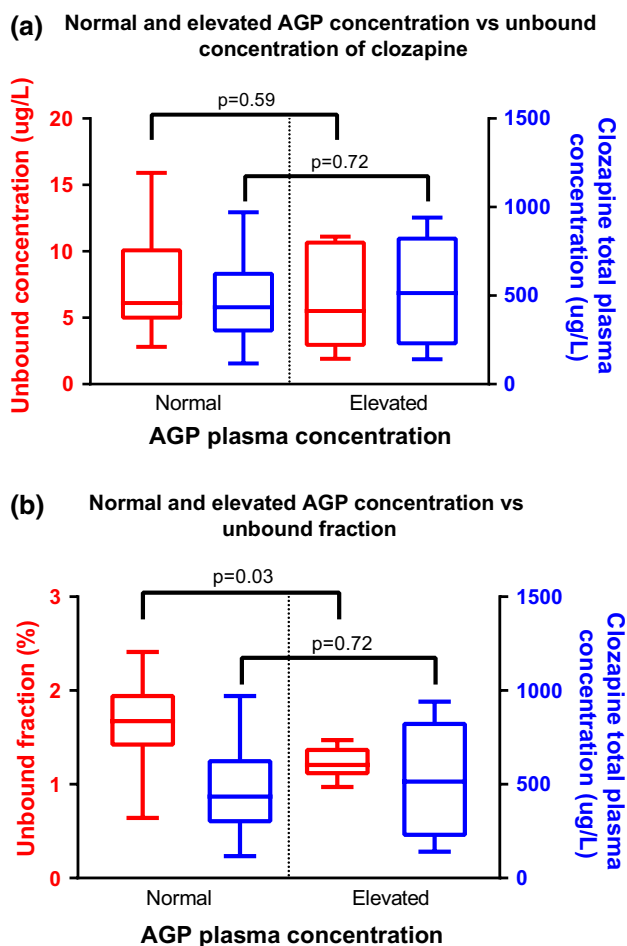 (a) Normal and elevated AGP concentration vs unbound
concentration of clozapine
Unbound concentration (ug/L)
20
15
10
5
0
p=0.59
p=0.72
1500
1000
500
0
Clozapine total plasma
concentration (ug/L)
Normal Elevated
AGP plasma concentration
(b) Normal and elevated AGP concentration vs
unbound fraction
Unbound fraction (%)
3
2
1
0
p=0.03
p=0.72
1500
1000
500
0
Clozapine total plasma
concentration (ug/L)
Normal Elevated
AGP plasma concentration